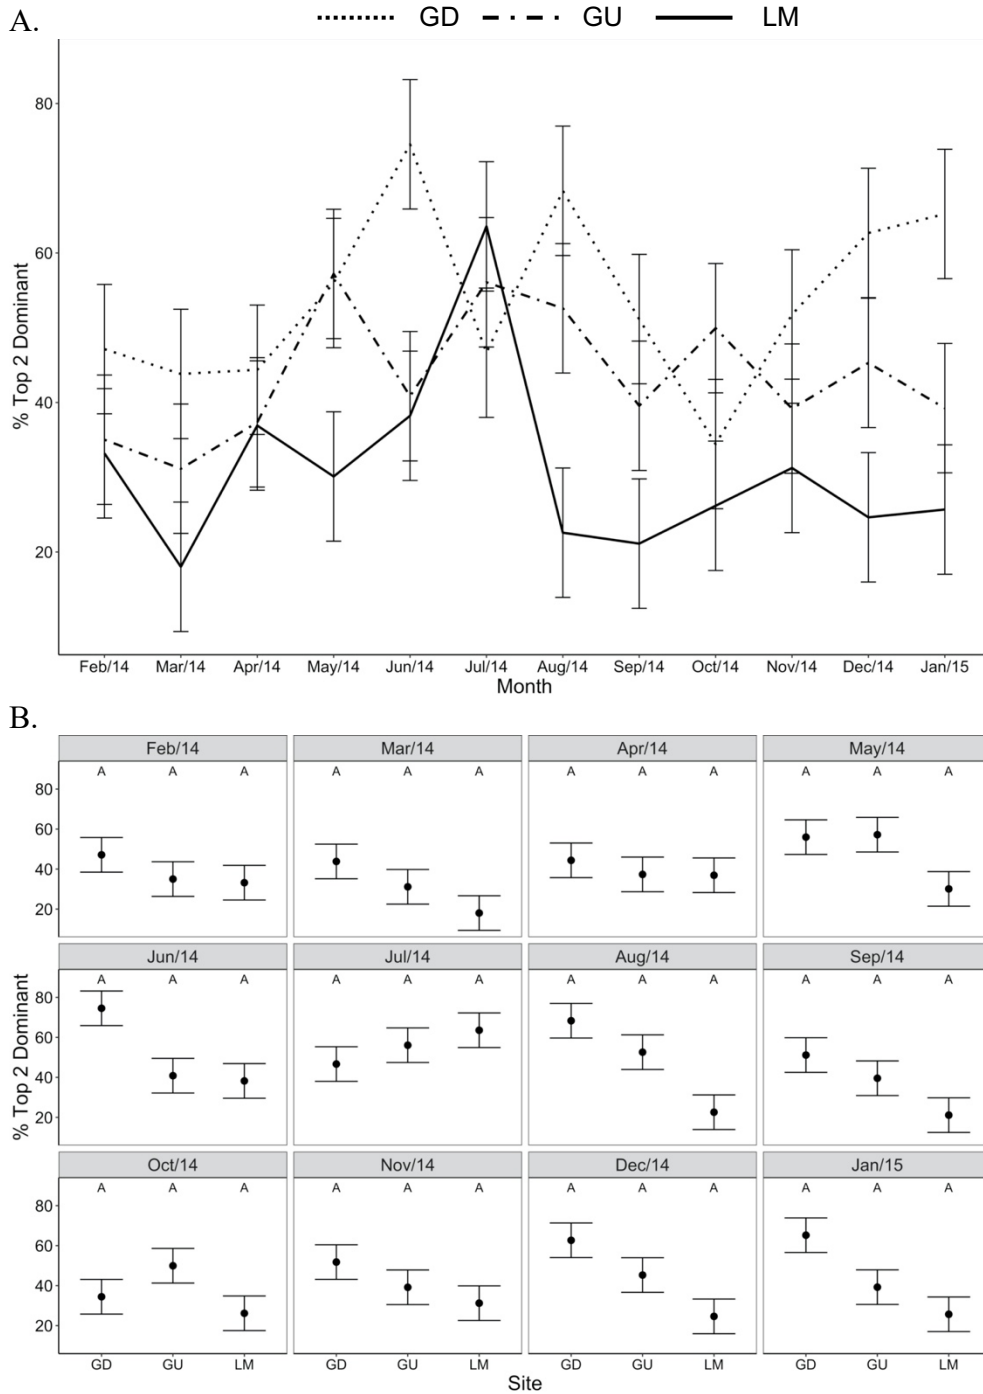 A.
GD GU LM
80
60
40
20
% Top 2 Dominant
Feb/14 Mar/14 Apr/14 May/14 Jun/14 Jul/14 Aug/14 Sep/14 Oct/14 Nov/14 Dec/14 Jan/15
Month
B.
Feb/14 Mar/14 Apr/14 May/14
A A A A A A A A A A A A
80
60
40
20
Jun/14 Jul/14 Aug/14 Sep/14
A A A A A A A A A A A A
80
60
40
20
% Top 2 Dominant
Oct/14 Nov/14 Dec/14 Jan/15
A A A A A A A A A A A A
80
60
40
20
GD GU LM GD GU LM GD GU LM GD GU LM
Site